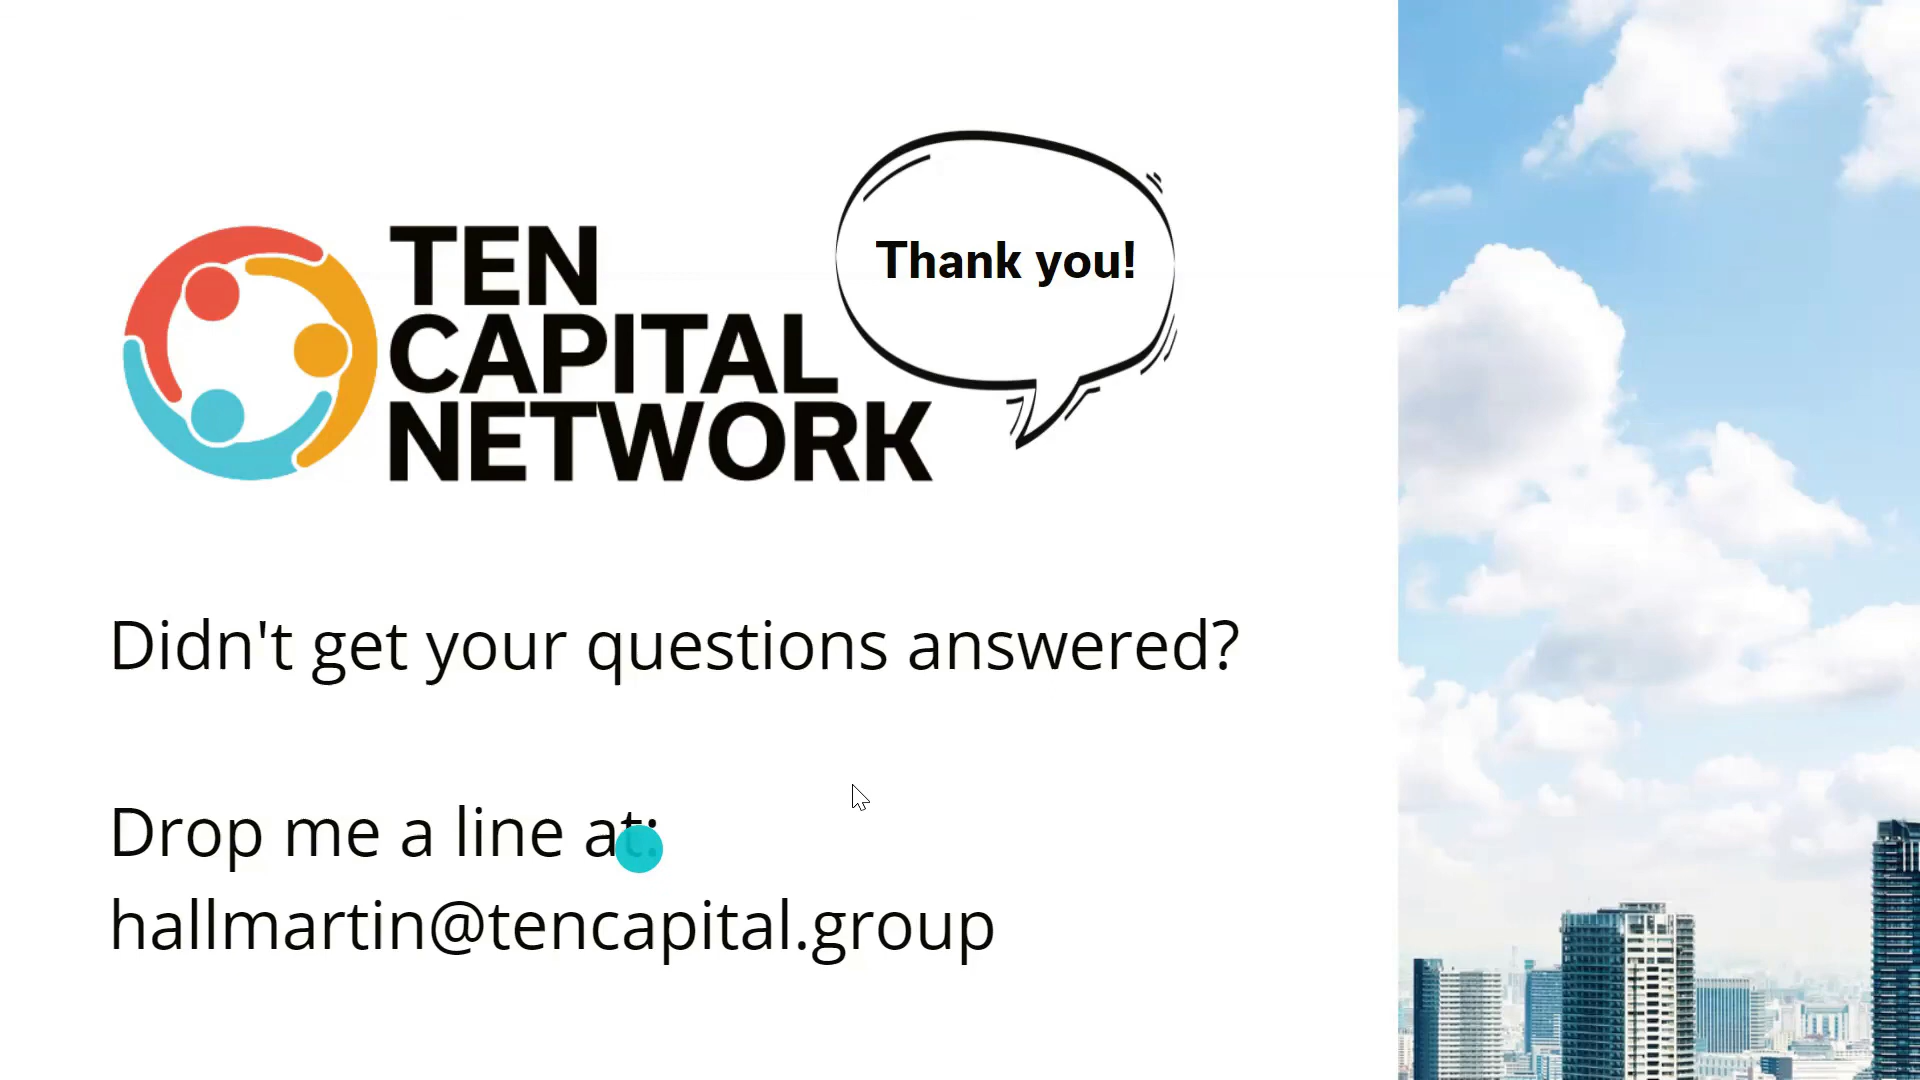 TEN
CAPITAL
NETWORK
Thank you!
Didn't get your questions answered?
Drop me a line at:
hallmartin@tencapital.group